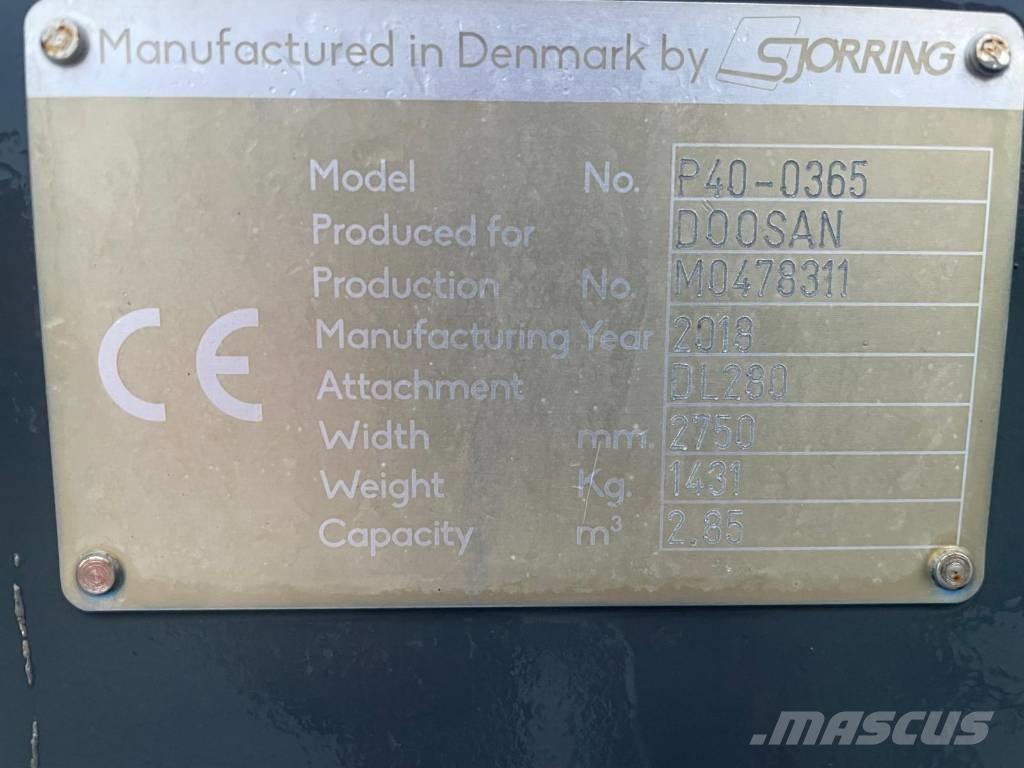 Manufactured in Denmark by SJORRING
Model No. P40-0365
Produced for DOOSAN
Production No. M0478311
Manufacturing Year 2018
Attachment DL280
Width mm. 2750
Weight Kg. 1431
Capacity m³ 2.85
CE
.MASCUS